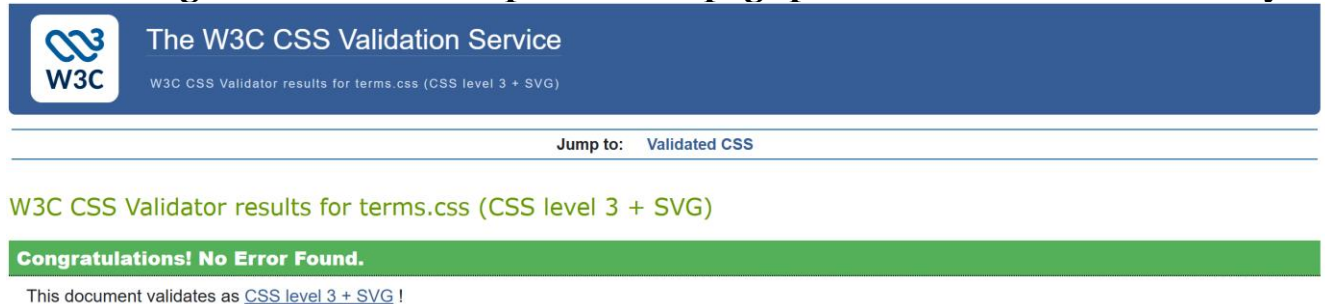 The W3C CSS Validation Service
W3C
W3C CSS Validator results for terms.css (CSS level 3 + SVG)
Jump to: Validated CSS
W3C CSS Validator results for terms.css (CSS level 3 + SVG)
Congratulations! No Error Found.
This document validates as CSS level 3 + SVG !